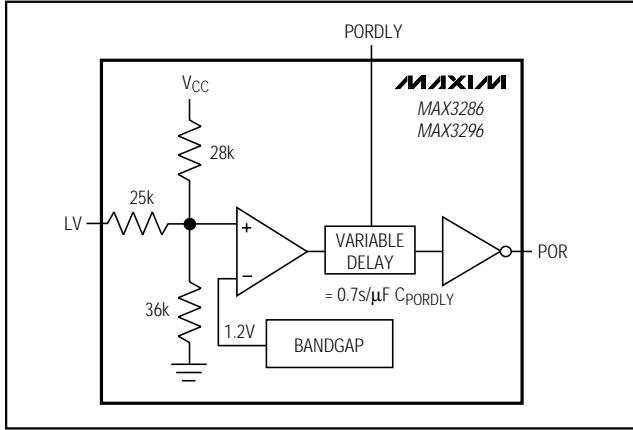 PORDLY
MAXIM
MAX3286
MAX3296
VCC
28k
25k
LV
+
−
VARIABLE
DELAY
POR
= 0.7s/µF CPORDLY
36k
1.2V
BANDGAP